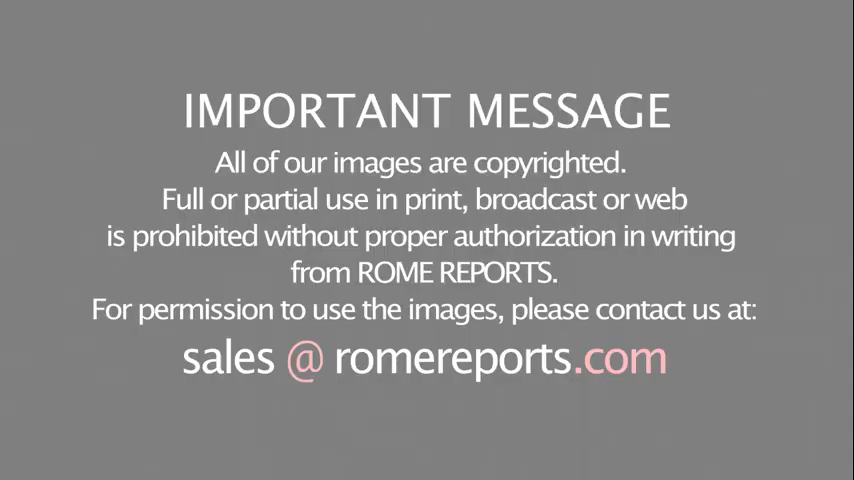 IMPORTANT MESSAGE
All of our images are copyrighted.
Full or partial use in print, broadcast or web
is prohibited without proper authorization in writing
from ROME REPORTS.
For permission to use the images, please contact us at:
sales @ romereports.com